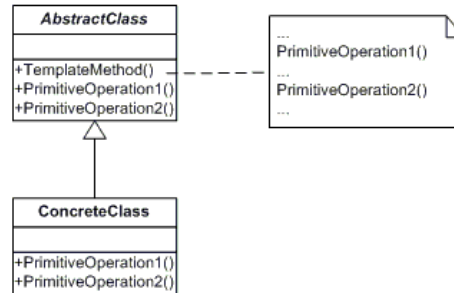 AbstractClass
+TemplateMethod()
+PrimitiveOperation1()
+PrimitiveOperation2()
...
PrimitiveOperation1()
...
PrimitiveOperation2()
...
ConcreteClass
+PrimitiveOperation1()
+PrimitiveOperation2()